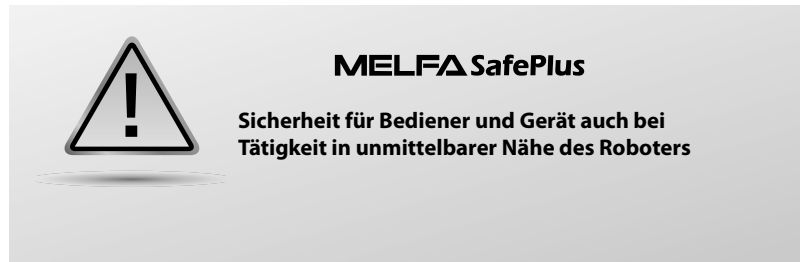 !
MELFA SafePlus
Sicherheit für Bediener und Gerät auch bei
Tätigkeit in unmittelbarer Nähe des Roboters